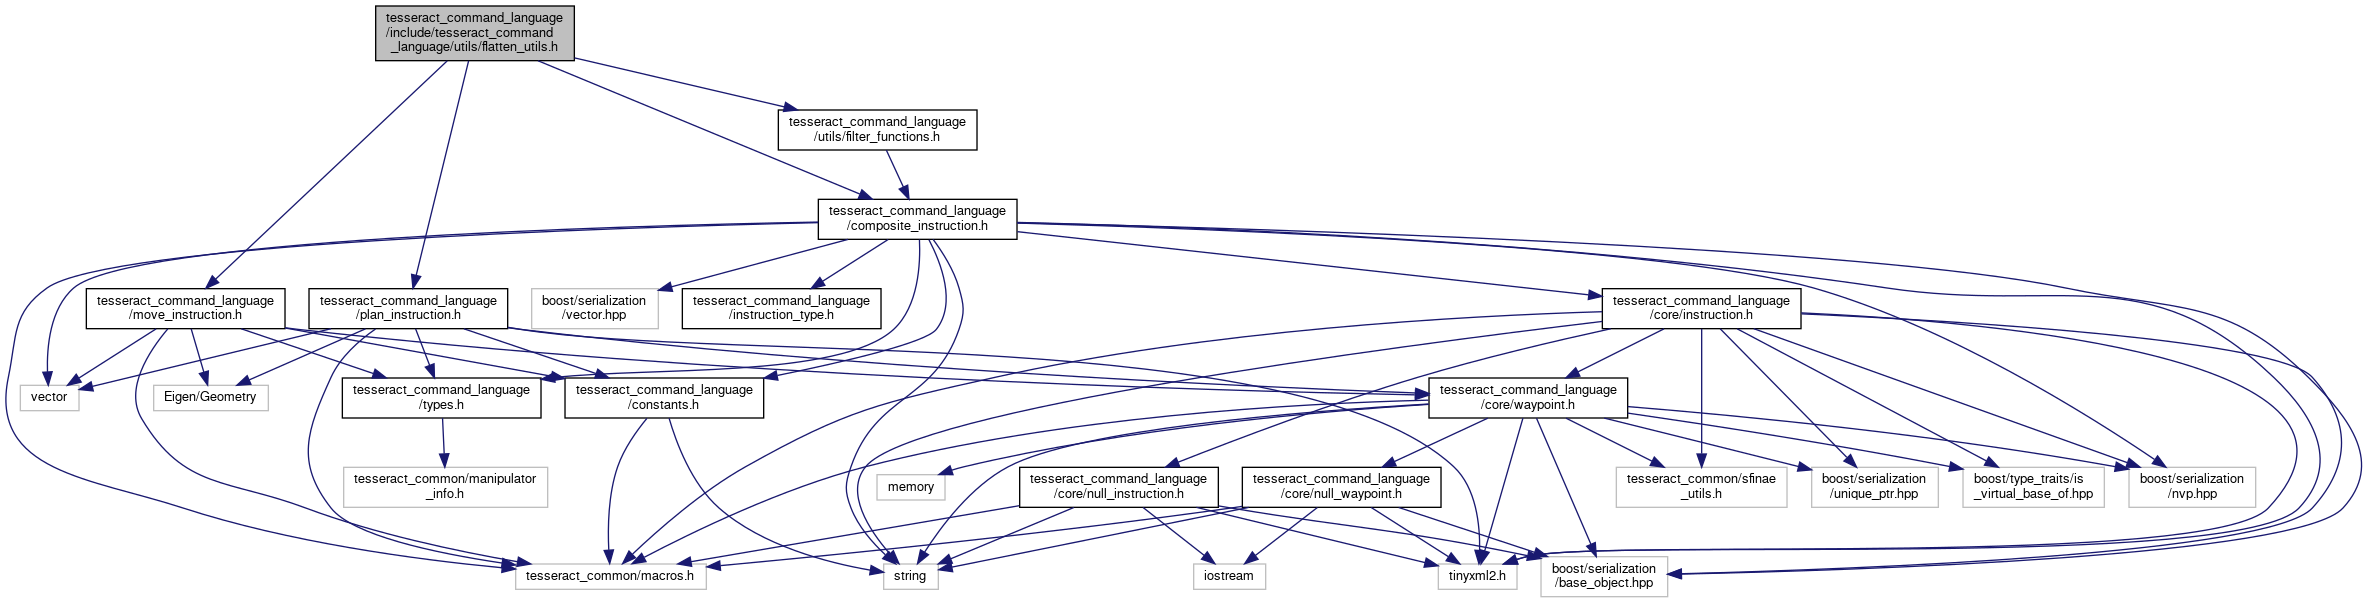 tesseract_command_language
/include/tesseract_command
_language/utils/flatten_utils.h
tesseract_command_language
/utils/filter_functions.h
tesseract_command_language
/composite_instruction.h
tesseract_command_language
/move_instruction.h
tesseract_command_language
/plan_instruction.h
boost/serialization
/vector.hpp
tesseract_command_language
/instruction_type.h
tesseract_command_language
/core/instruction.h
vector
Eigen/Geometry
tesseract_command_language
/types.h
tesseract_command_language
/constants.h
tesseract_command_language
/core/waypoint.h
tesseract_common/manipulator
_info.h
memory
tesseract_command_language
/core/null_instruction.h
tesseract_command_language
/core/null_waypoint.h
tesseract_common/sfinae
_utils.h
boost/serialization
/unique_ptr.hpp
boost/type_traits/is
_virtual_base_of.hpp
boost/serialization
/nvp.hpp
tesseract_common/macros.h
string
iostream
tinyxml2.h
boost/serialization
/base_object.hpp